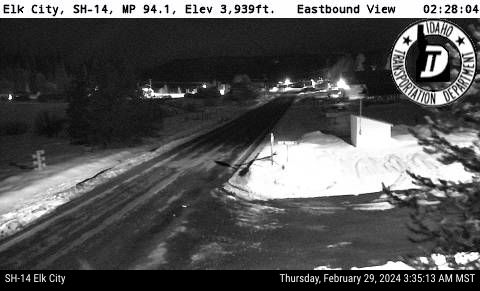 Elk City, SH-14, MP 94.1, Elev 3,939ft. Eastbound View 02:28:04
IDAHO
TRANSPORTATION DEPARTMENT
SH-14 Elk City Thursday, February 29, 2024 3:35:13 AM MST